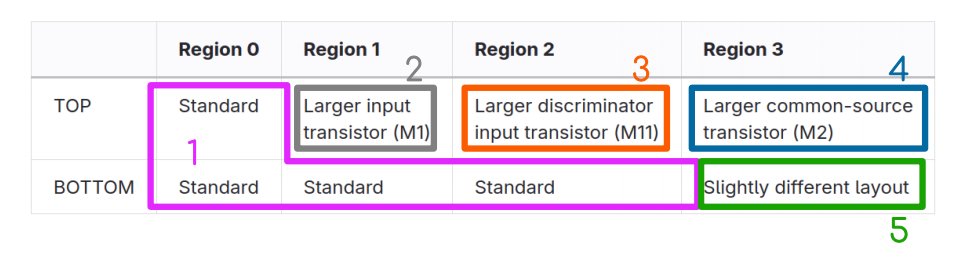 Region 0 Region 1 Region 2 Region 3
2 3 4
TOP Standard Larger input transistor (M1) Larger discriminator input transistor (M11) Larger common-source transistor (M2)
1
BOTTOM Standard Standard Standard Slightly different layout
5